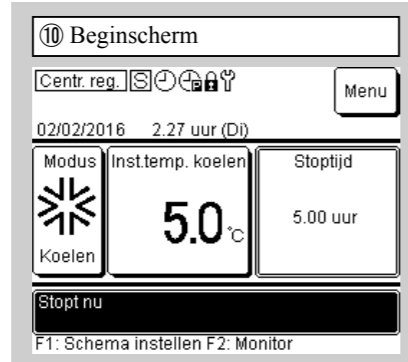 ⑩ Beginscherm
Centr. reg. S
Menu
02/02/2016 2.27 uur (Di)
Modus
Koelen
Inst.temp. koelen
5.0 °C
Stoptijd
5.00 uur
Stopt nu
F1: Schema instellen F2: Monitor